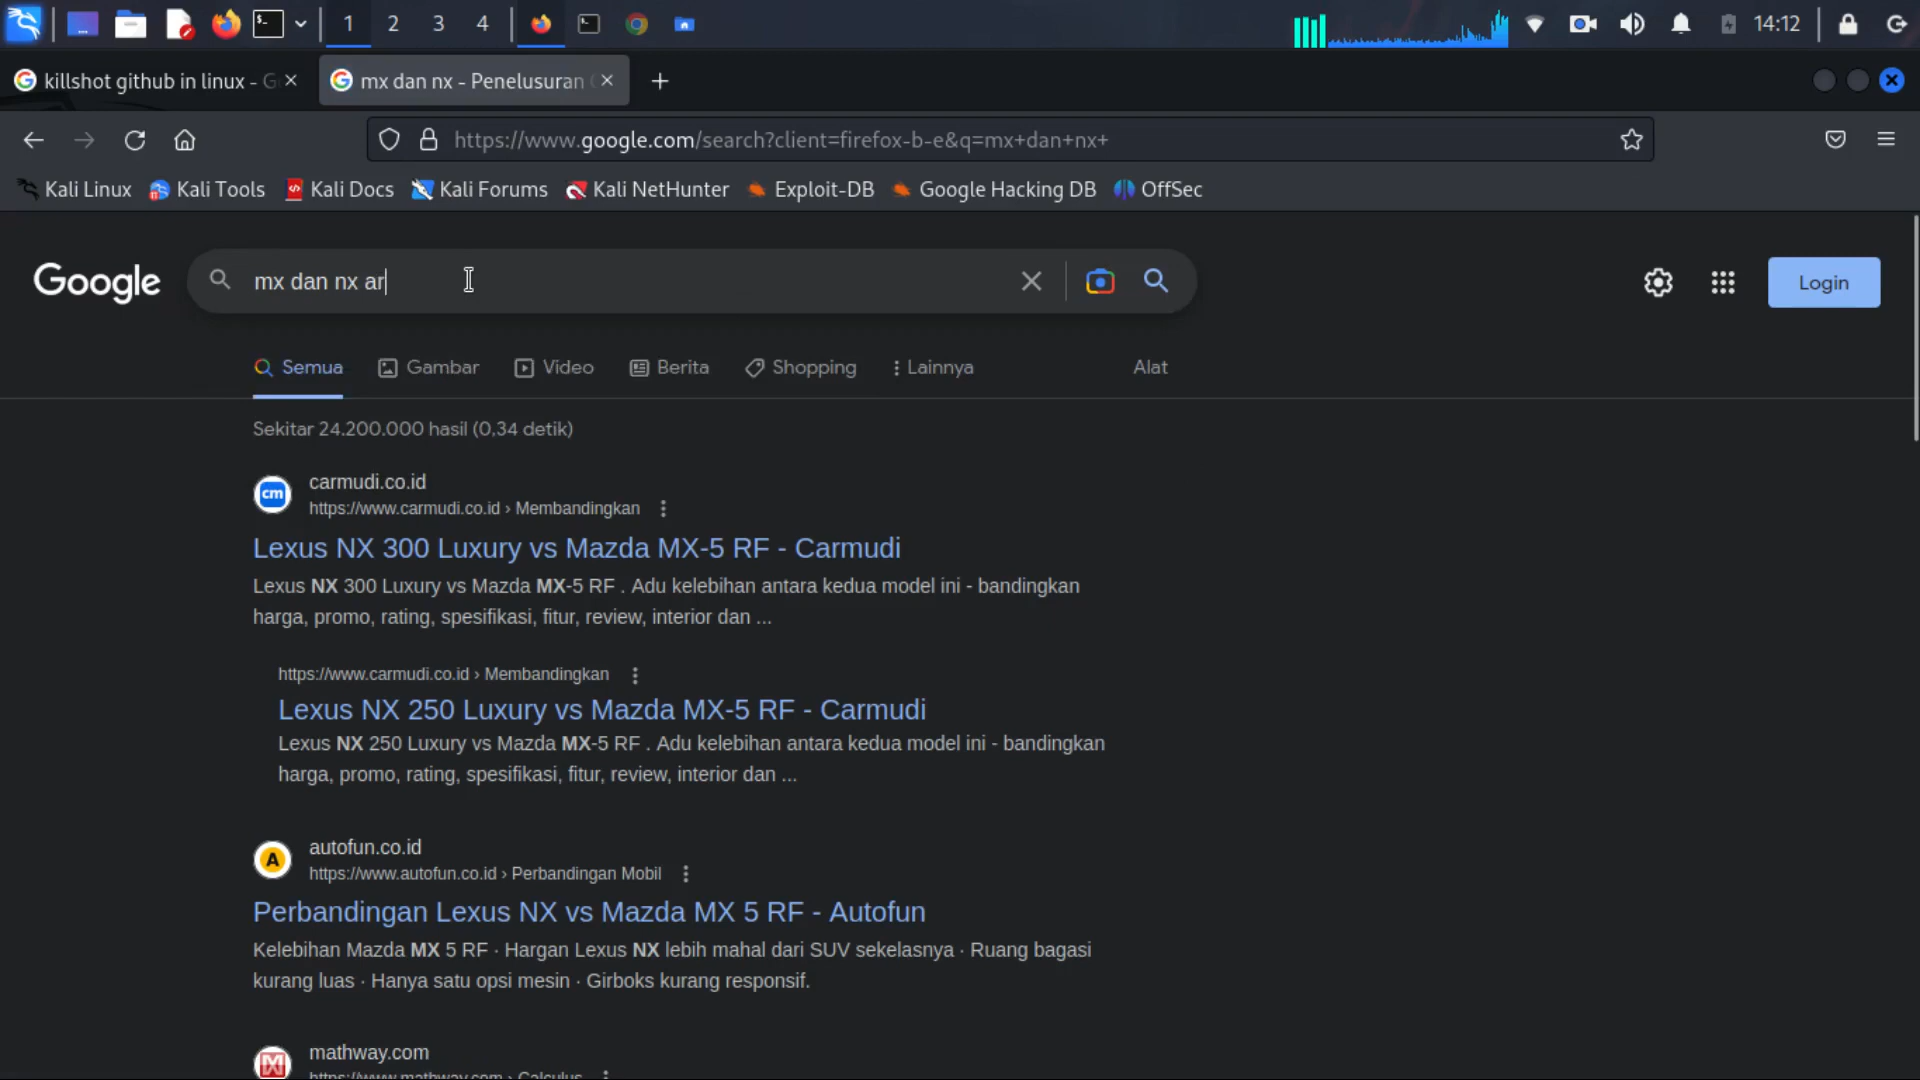 1 2 3 4 14:12
killshot github in linux - G
mx dan nx - Penelusuran
https://www.google.com/search?client=firefox-b-e&q=mx+dan+nx+
Kali Linux Kali Tools Kali Docs Kali Forums Kali NetHunter Exploit-DB Google Hacking DB OffSec
Google mx dan nx ar Login
Semua Gambar Video Berita Shopping Lainnya Alat
Sekitar 24.200.000 hasil (0,34 detik)
cm carmudi.co.id
https://www.carmudi.co.id › Membandingkan
Lexus NX 300 Luxury vs Mazda MX-5 RF - Carmudi
Lexus NX 300 Luxury vs Mazda MX-5 RF . Adu kelebihan antara kedua model ini - bandingkan
harga, promo, rating, spesifikasi, fitur, review, interior dan ...
https://www.carmudi.co.id › Membandingkan
Lexus NX 250 Luxury vs Mazda MX-5 RF - Carmudi
Lexus NX 250 Luxury vs Mazda MX-5 RF . Adu kelebihan antara kedua model ini - bandingkan
harga, promo, rating, spesifikasi, fitur, review, interior dan ...
A autofun.co.id
https://www.autofun.co.id › Perbandingan Mobil
Perbandingan Lexus NX vs Mazda MX 5 RF - Autofun
Kelebihan Mazda MX 5 RF · Hargan Lexus NX lebih mahal dari SUV sekelasnya · Ruang bagasi
kurang luas · Hanya satu opsi mesin · Girboks kurang responsif.
mathway.com
https://www.mathway.com › Calculus